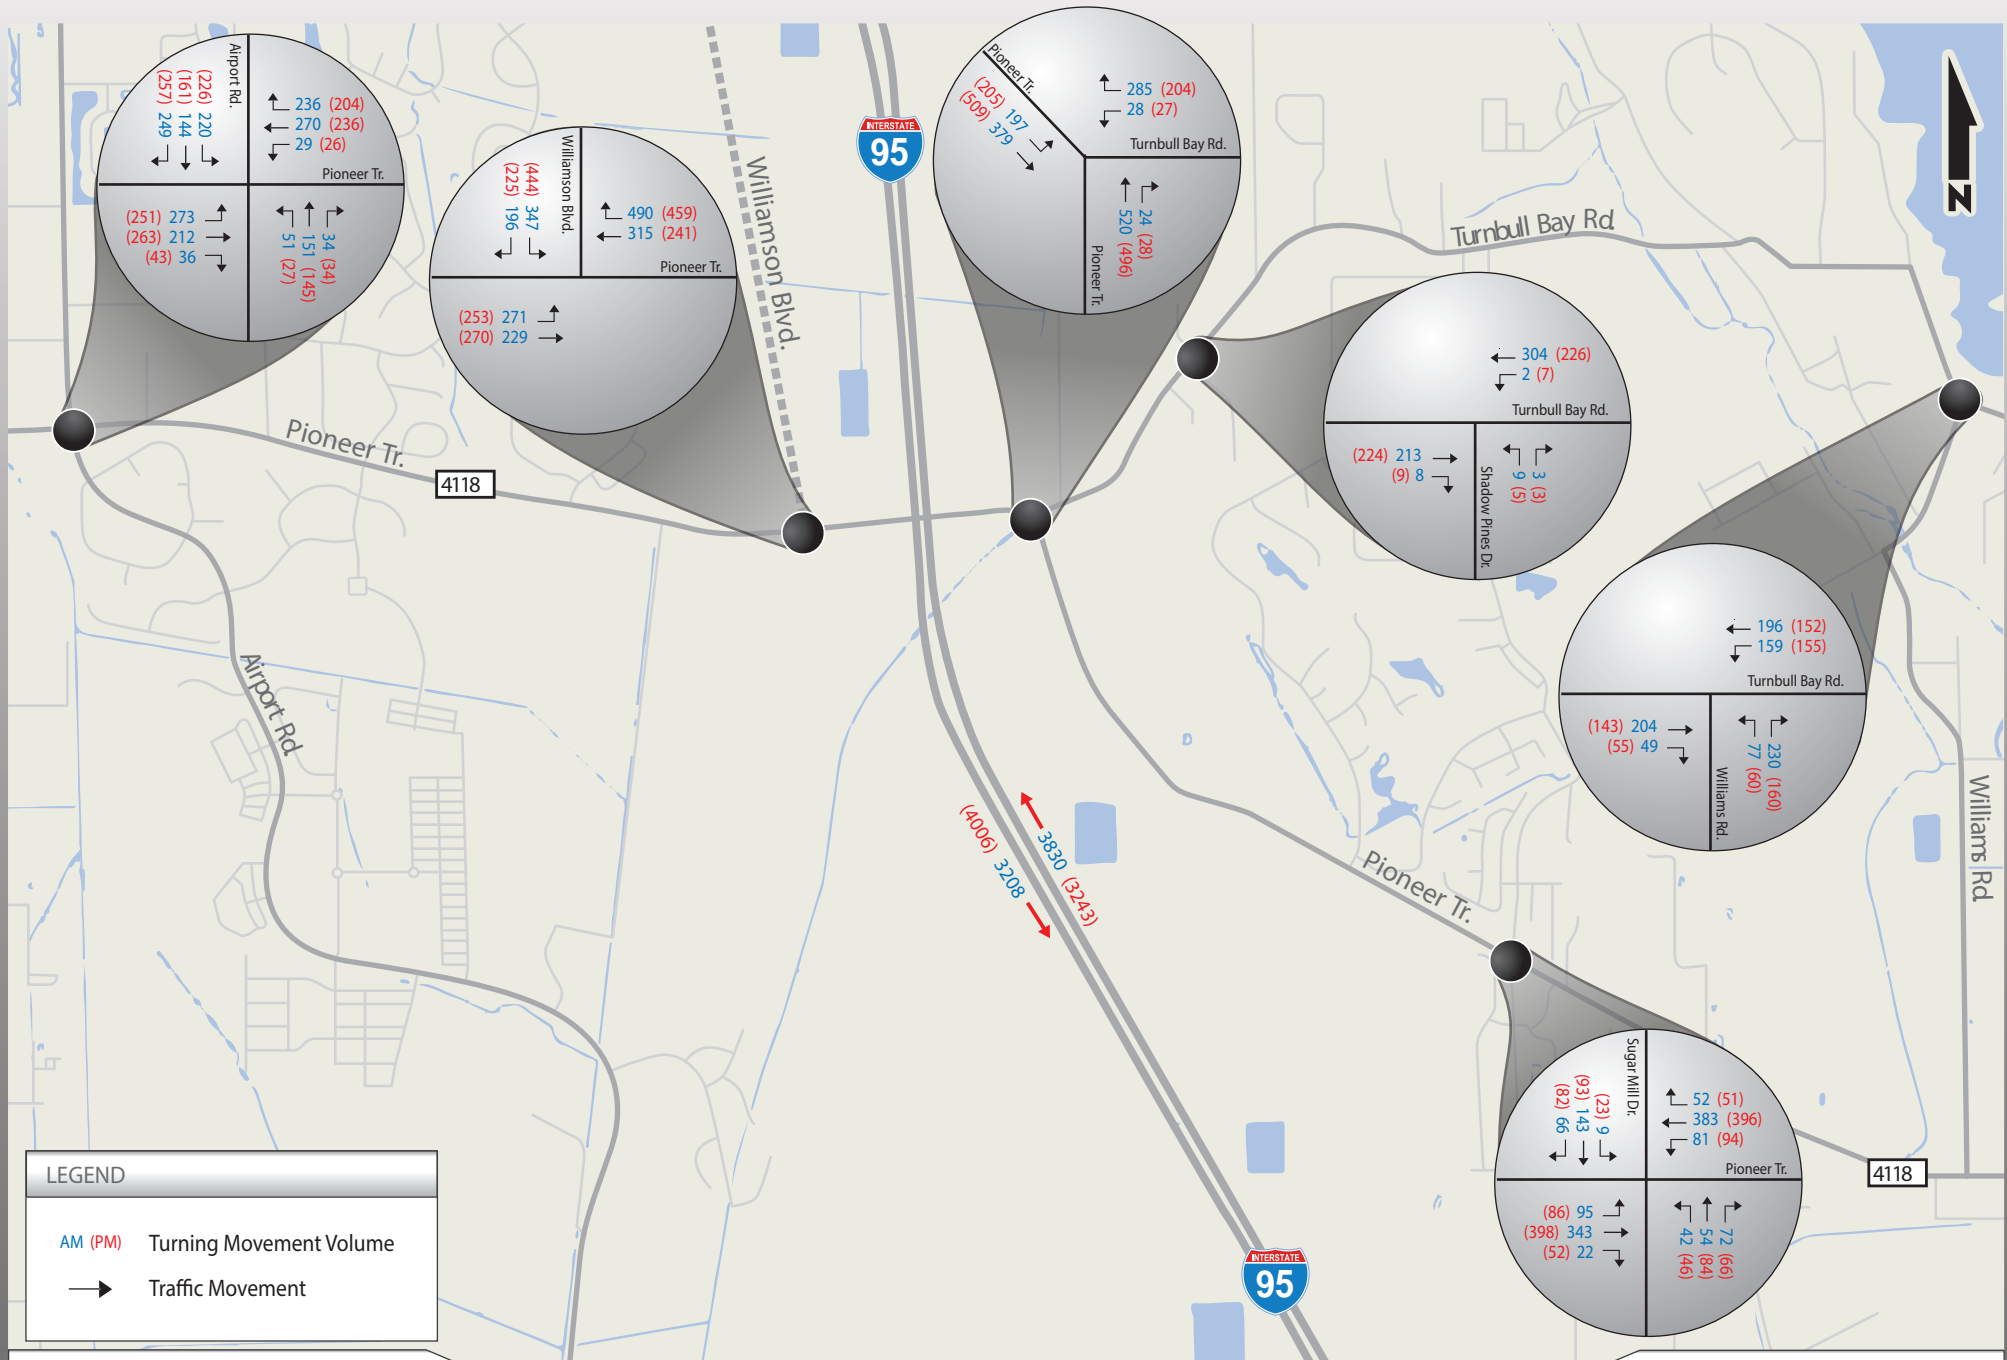 Airport Rd.
(257) 249
(161) 144
(226) 220
236 (204)
270 (236)
29 (26)
Pioneer Tr.
(251) 273
(263) 212
(43) 36
51 (27)
151 (145)
34 (34)
Williamson Blvd.
(225) 196
(444) 347
490 (459)
315 (241)
Pioneer Tr.
(253) 271
(270) 229
Williamson Blvd.
INTERSTATE
95
Pioneer Tr.
(205) 197
(509) 379
285 (204)
28 (27)
Turnbull Bay Rd.
520 (496)
24 (28)
Pioneer Tr.
N
Turnbull Bay Rd.
304 (226)
2 (7)
Turnbull Bay Rd.
(224) 213
(9) 8
Shadow Pines Dr.
9 (5)
3 (3)
Pioneer Tr.
4118
196 (152)
159 (155)
Turnbull Bay Rd.
(143) 204
(55) 49
Williams Rd.
77 (60)
230 (160)
Airport Rd.
Williams Rd.
(4006) 3208
3830 (3243)
Pioneer Tr.
Sugar Mill Dr.
(82) 66
(93) 143
(23) 9
52 (51)
383 (396)
81 (94)
Pioneer Tr.
(86) 95
(398) 343
(52) 22
42 (46)
54 (84)
72 (66)
4118
INTERSTATE
95
LEGEND
AM (PM) Turning Movement Volume
Traffic Movement